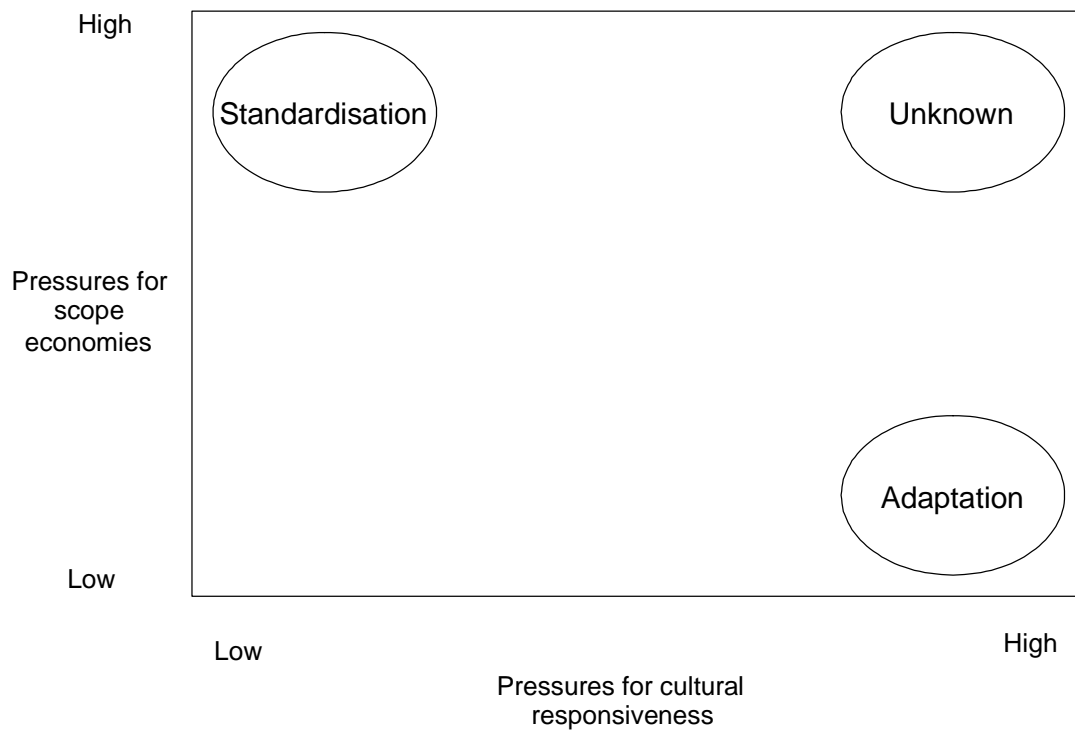 High
Standardisation
Unknown
Pressures for
scope
economies
Adaptation
Low
Low
High
Pressures for cultural
responsiveness